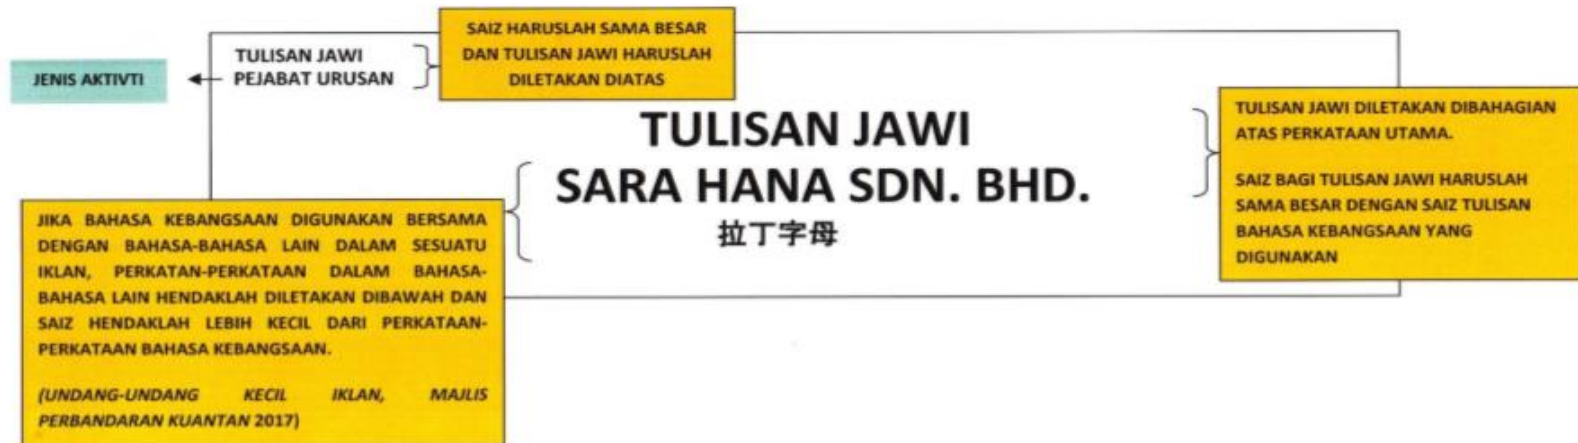 SAIZ HARUSLAH SAMA BESAR
DAN TULISAN JAWI HARUSLAH
DILETAKAN DIATAS
TULISAN JAWI
PEJABAT URUSAN
JENIS AKTIVTI
TULISAN JAWI
SARA HANA SDN. BHD.
拉丁字母
TULISAN JAWI DILETAKAN DIBAHAGIAN
ATAS PERKATAAN UTAMA.
SAIZ BAGI TULISAN JAWI HARUSLAH
SAMA BESAR DENGAN SAIZ TULISAN
BAHASA KEBANGSAAN YANG
DIGUNAKAN
JIKA BAHASA KEBANGSAAN DIGUNAKAN BERSAMA
DENGAN BAHASA-BAHASA LAIN DALAM SESUATU
IKLAN, PERKATAN-PERKATAAN DALAM BAHASA-
BAHASA LAIN HENDAKLAH DILETAKAN DIBAWAH DAN
SAIZ HENDAKLAH LEBIH KECIL DARI PERKATAAN-
PERKATAAN BAHASA KEBANGSAAN.
(UNDANG-UNDANG KECIL IKLAN, MAJLIS
PERBANDARAN KUANTAN 2017)